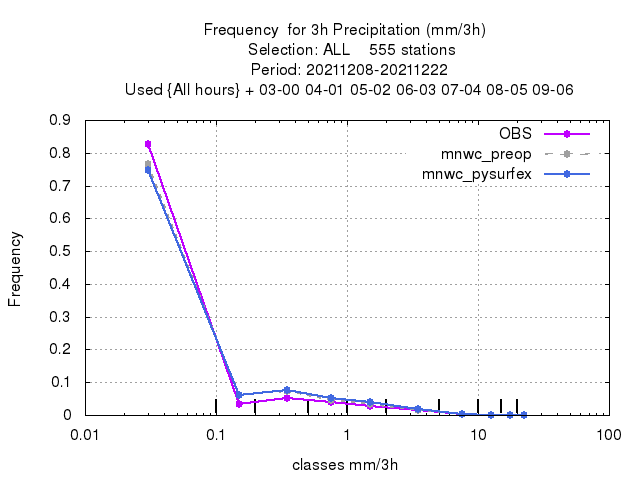 Frequency  for 3h Precipitation (mm/3h)
Selection: ALL    555 stations
Period: 20211208-20211222
Used {All hours} + 03-00 04-01 05-02 06-03 07-04 08-05 09-06
OBS
mnwc_preop
mnwc_pysurfex
Frequency
0.9
0.8
0.7
0.6
0.5
0.4
0.3
0.2
0.1
0
0.01 0.1 1 10 100
classes mm/3h